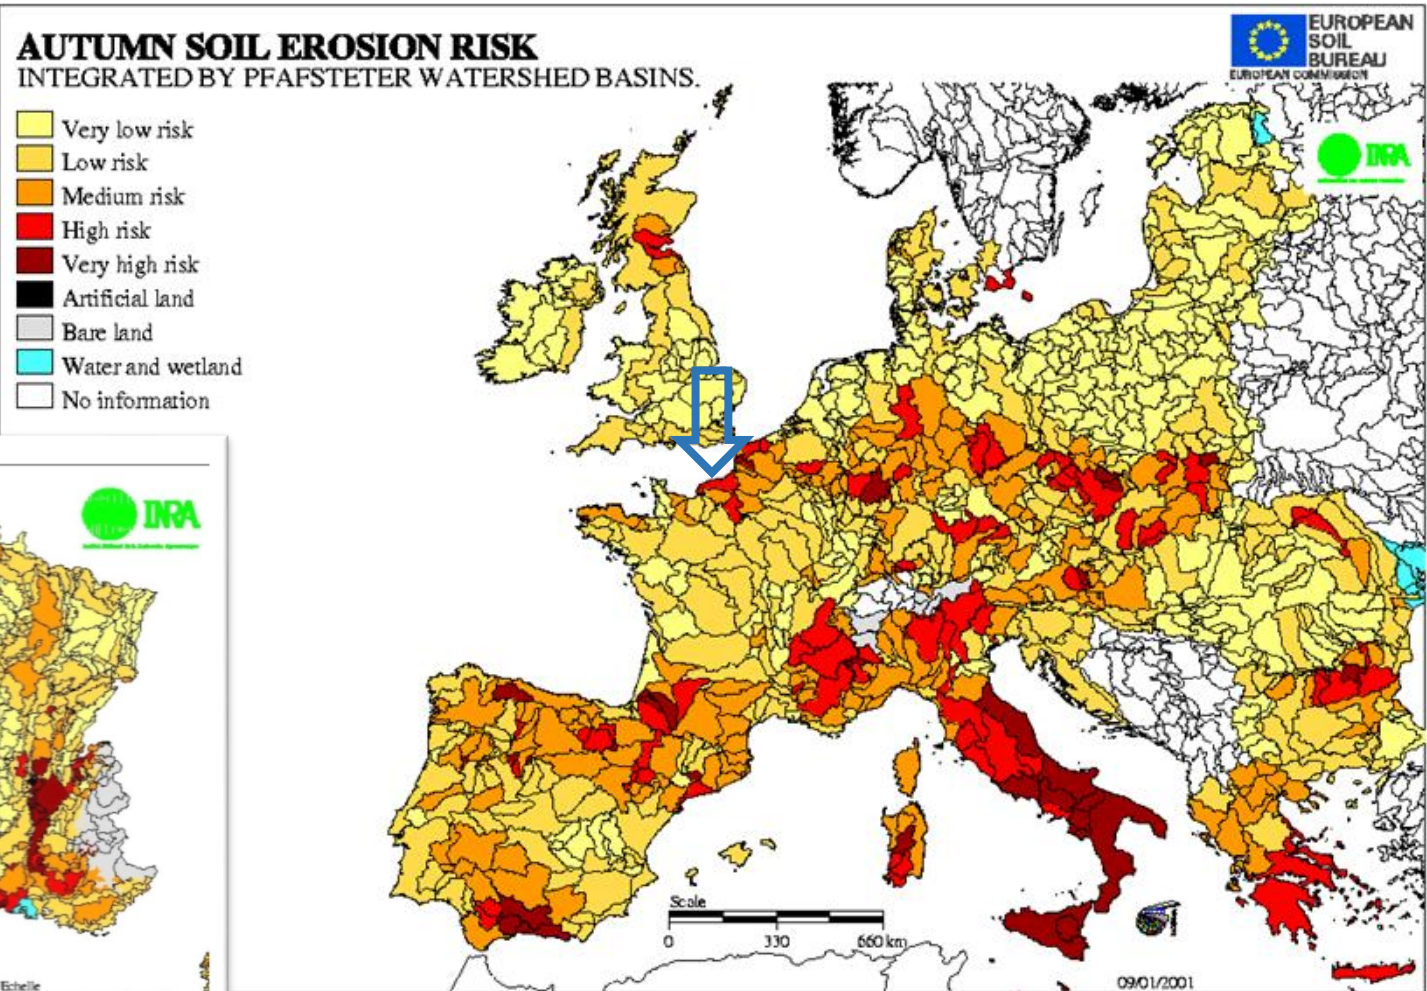 AUTUMN SOIL EROSION RISK
INTEGRATED BY PFAFSTETER WATERSHED BASINS.
EUROPEAN
SOIL
BUREAU
EUROPEAN COMMISSION
Very low risk
Low risk
Medium risk
High risk
Very high risk
Artificial land
Bare land
Water and wetland
No information
INRA
INRA
Scale
0 330 660 km
09/01/2001
Echelle